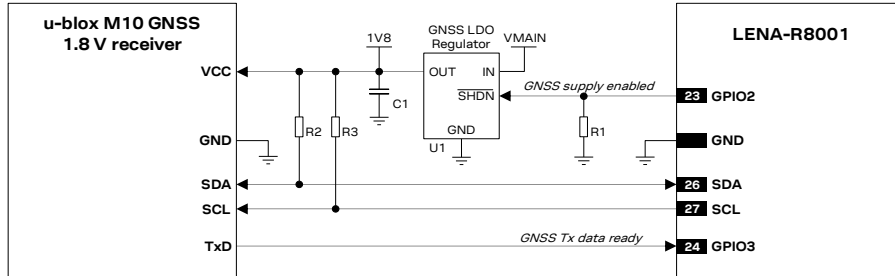 u-blox M10 GNSS
1.8 V receiver
LENA-R8001
GNSS LDO
Regulator
1V8
VMAIN
VCC
OUT
IN
GNSS supply enabled
SHDN
23
GPIO2
C1
R2
R3
R1
GND
GND
U1
GND
SDA
26
SDA
SCL
27
SCL
TxD
GNSS Tx data ready
24
GPIO3